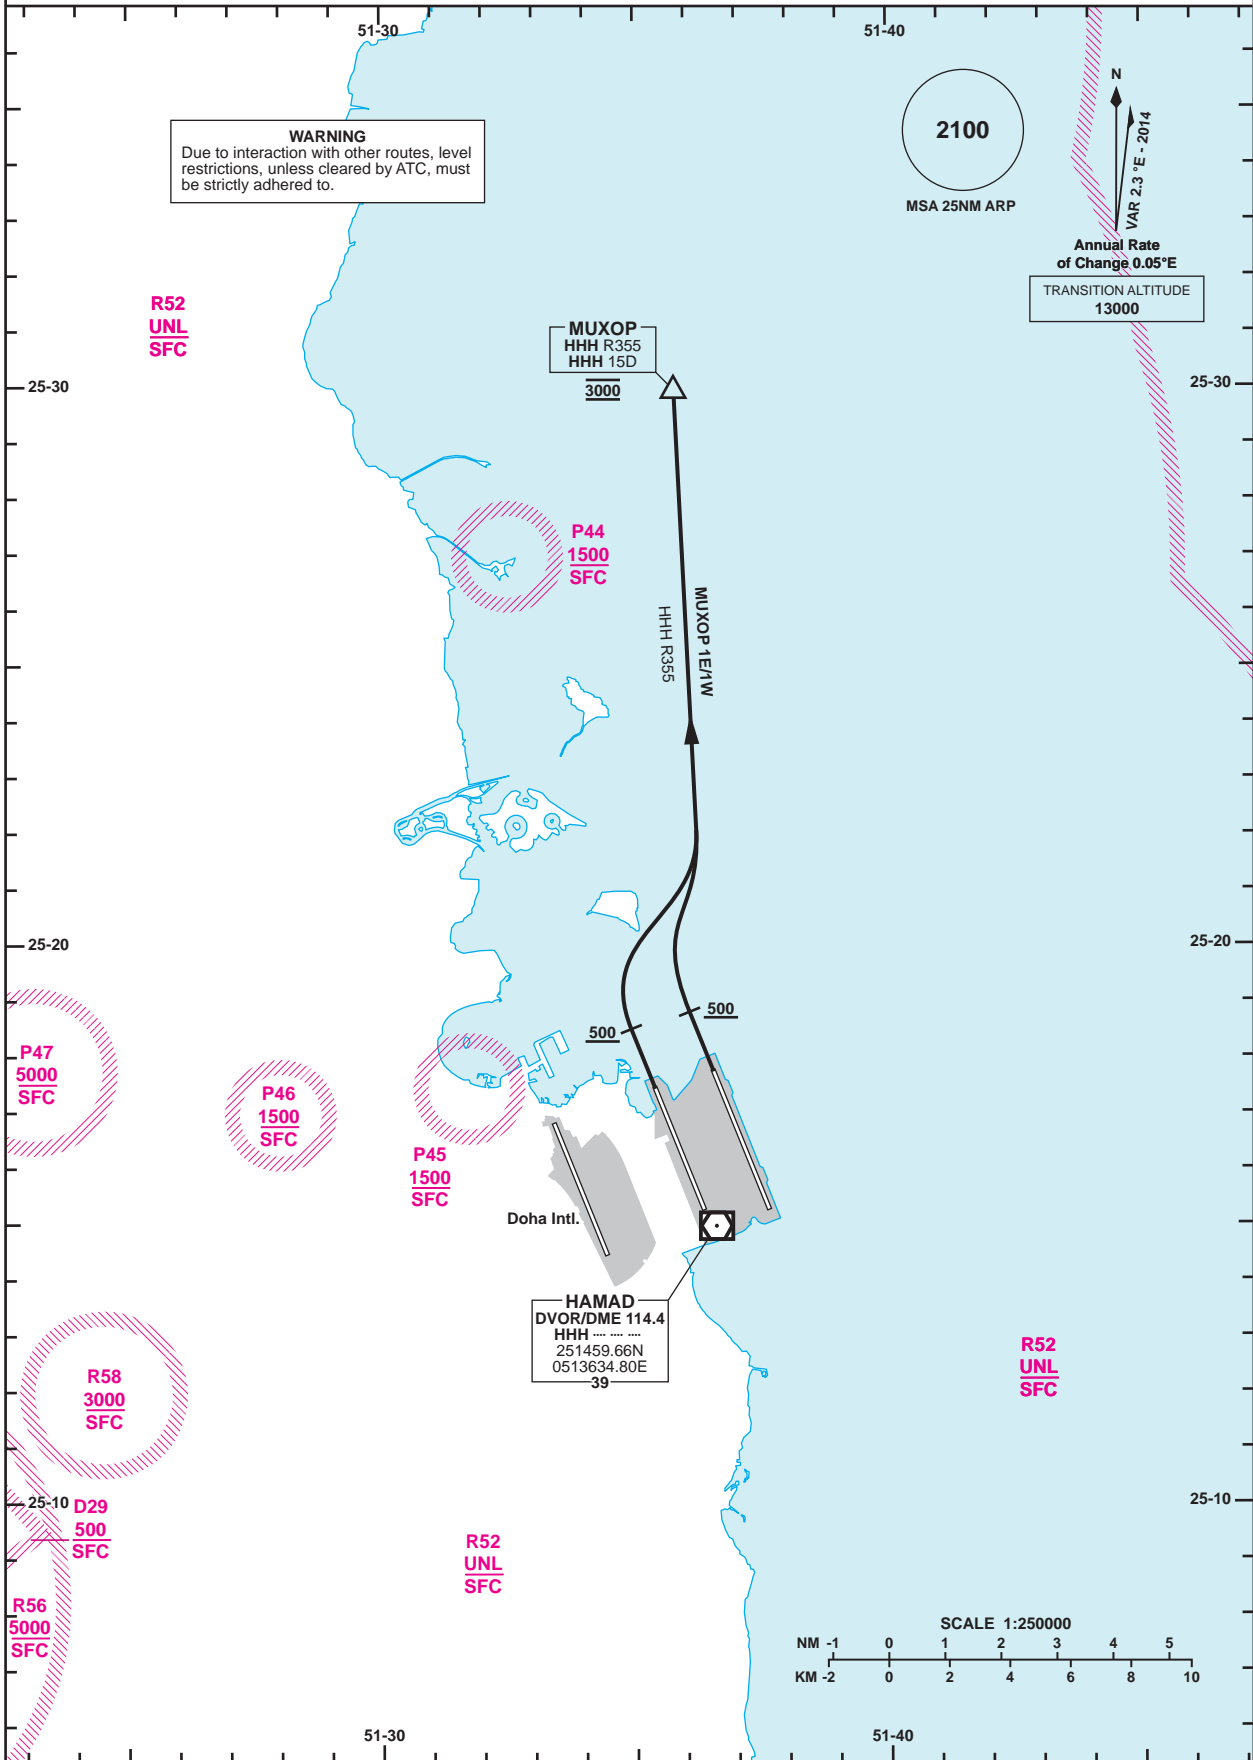 51-30
51-40
WARNING
Due to interaction with other routes, level
restrictions, unless cleared by ATC, must
be strictly adhered to.
2100
MSA 25NM ARP
N
VAR 2.3 °E - 2014
Annual Rate
of Change 0.05°E
TRANSITION ALTITUDE
13000
R52
UNL
SFC
MUXOP
HHH R355
HHH 15D
3000
25-30
25-30
P44
1500
SFC
MUXOP 1E/1W
HHH R355
25-20
25-20
500
500
P47
5000
SFC
P46
1500
SFC
P45
1500
SFC
Doha Intl.
HAMAD
DVOR/DME 114.4
HHH ···· ···· ····
251459.66N
0513634.80E
39
R52
UNL
SFC
R58
3000
SFC
25-10
25-10
D29
500
SFC
R52
UNL
SFC
R56
5000
SFC
SCALE 1:250000
NM -1 0 1 2 3 4 5
KM -2 0 2 4 6 8 10
51-30
51-40